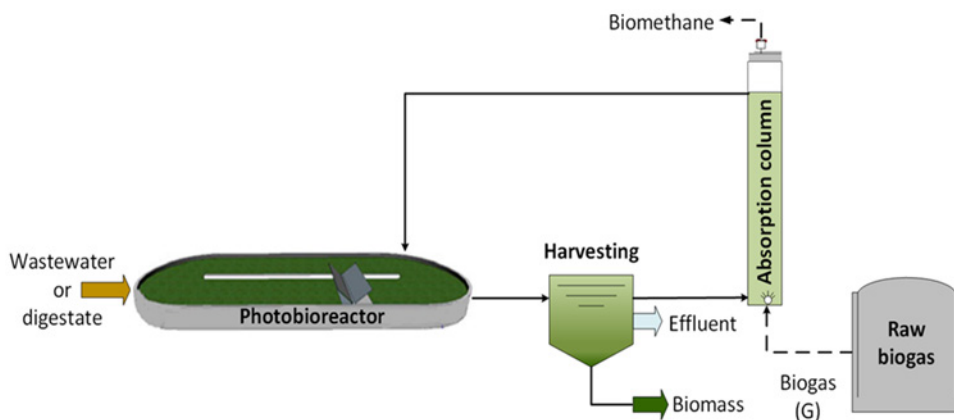 Biomethane
Absorption column
Harvesting
Wastewater
or
digestate
Photobioreactor
Effluent
Raw
biogas
Biogas
(G)
Biomass